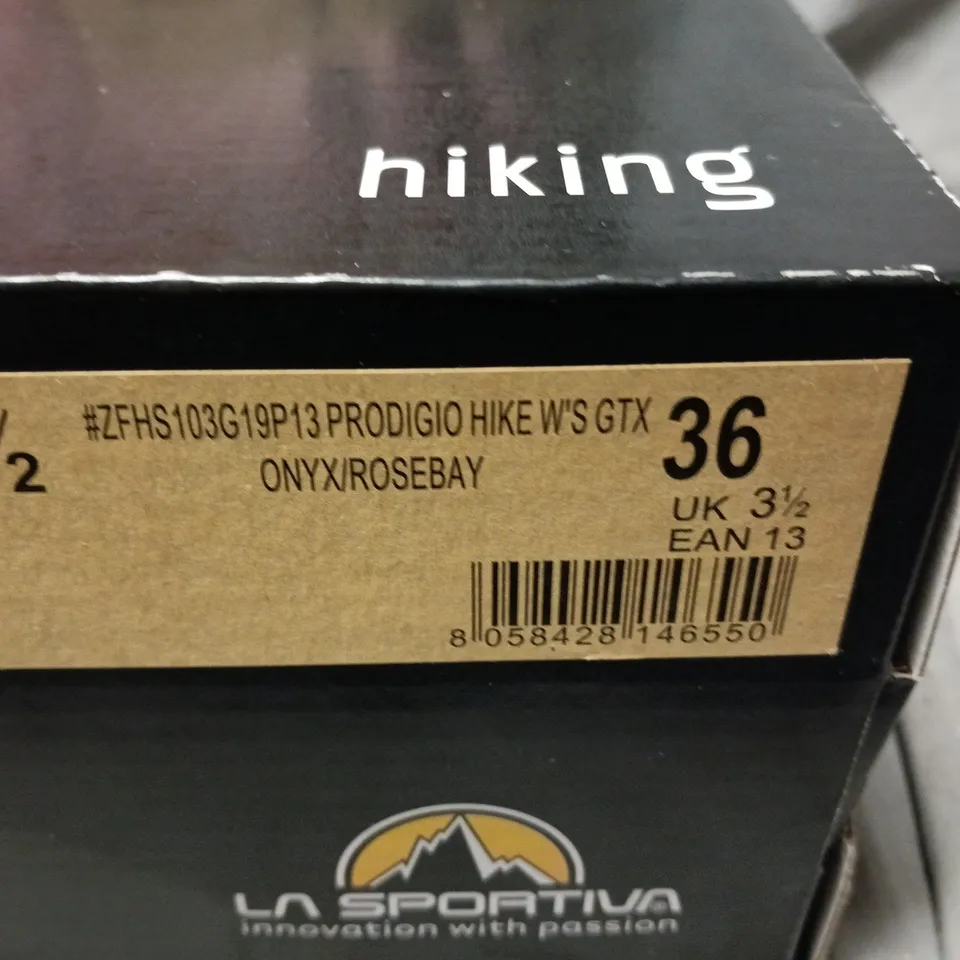 hiking
#ZFHS103G19P13 PRODIGIO HIKE W'S GTX
ONYX/ROSEBAY
2
36
UK 3½
EAN 13
8 058428 146550
LA SPORTIVA
innovation with passion